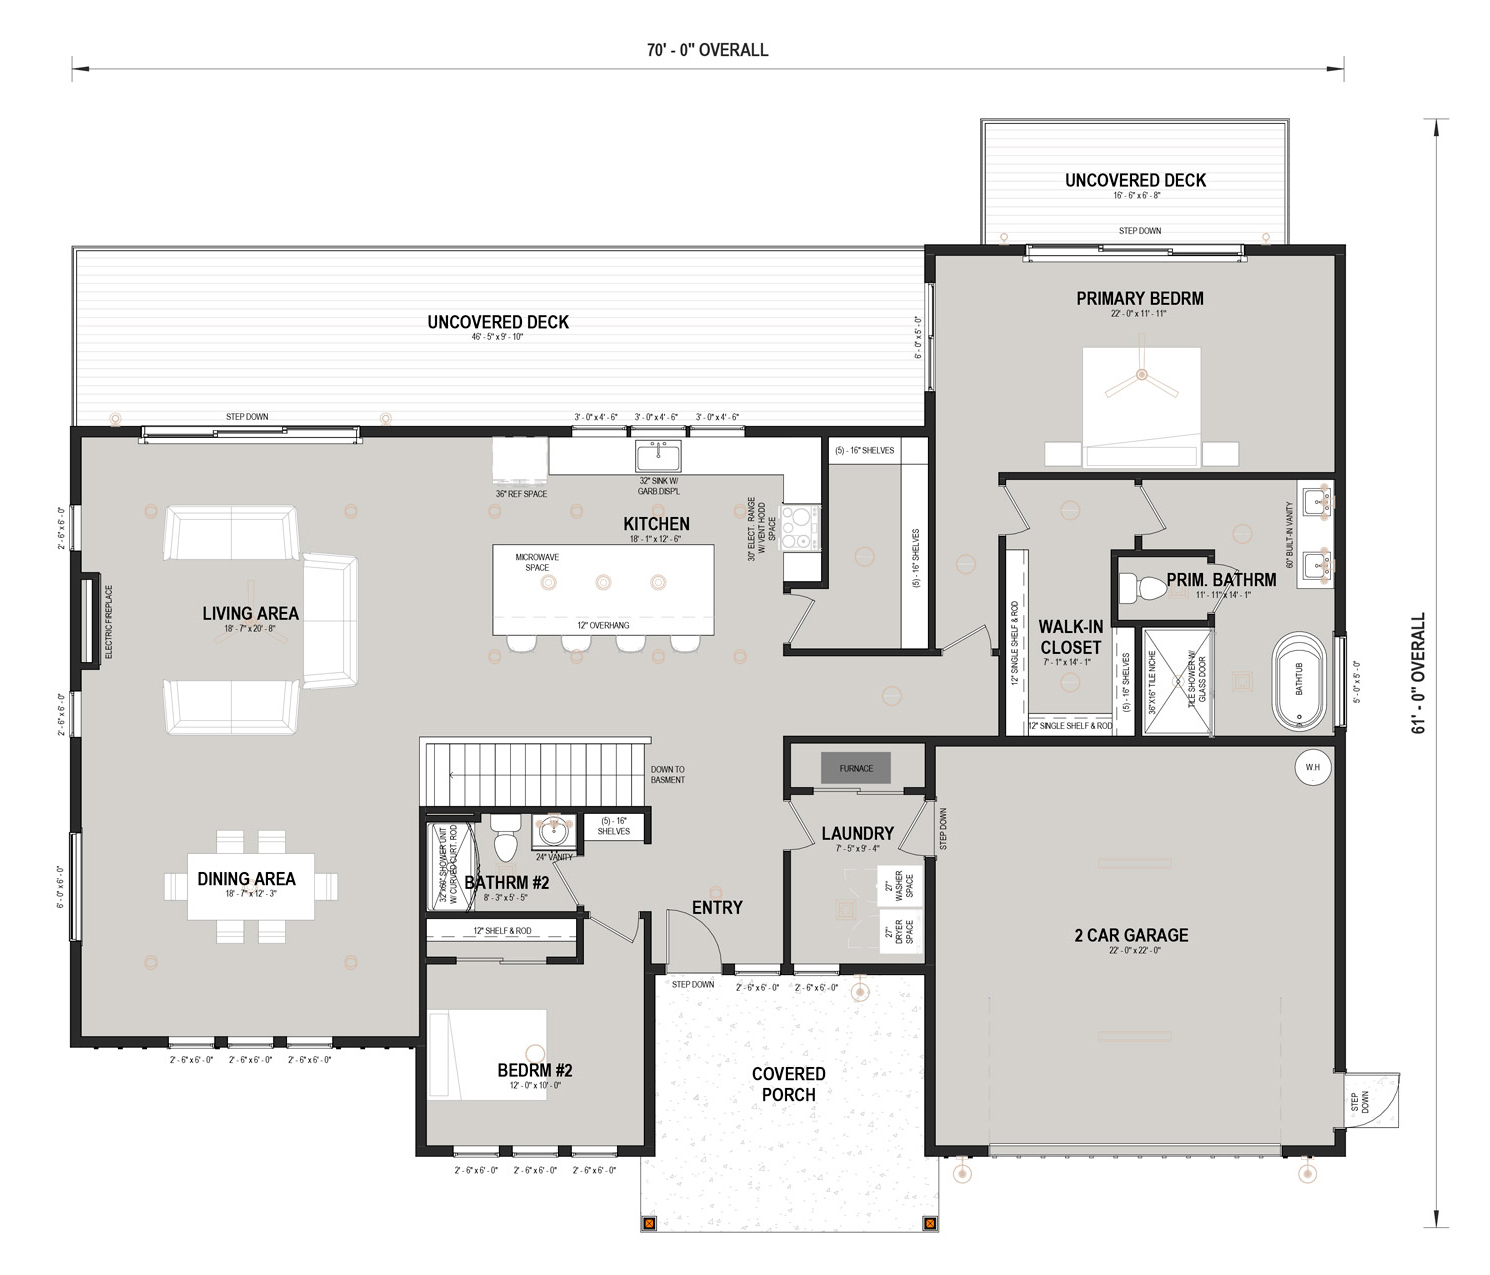 70' - 0" OVERALL
UNCOVERED DECK
16' - 6" x 6' - 8"
STEP DOWN
61' - 0" OVERALL
PRIMARY BEDRM
22' - 0" x 11' - 11"
6' - 0" x 5' - 0"
UNCOVERED DECK
46' - 5" x 9' - 10"
STEP DOWN
3' - 0" x 4' - 6"
3' - 0" x 4' - 6"
3' - 0" x 4' - 6"
(5) - 16" SHELVES
32" SINK W/
GARB.DISP'L
36" REF SPACE
KITCHEN
18' - 1" x 12' - 6"
30" ELECT. RANGE
W/ VENT HODD
SPACE
(5) - 16" SHELVES
MICROWAVE
SPACE
12" OVERHANG
2' - 6" x 6' - 0"
ELECTRIC FIREPLACE
LIVING AREA
18' - 7" x 20' - 8"
2' - 6" x 6' - 0"
60" BUILT-IN VANITY
PRIM. BATHRM
11' - 11" x 14' - 1"
WALK-IN
CLOSET
7' - 1" x 14' - 1"
12" SINGLE SHELF & ROD
(5) - 16" SHELVES
12" SINGLE SHELF & ROD
36"X16" TILE NICHE
TILE SHOWER W/
GLASS DOOR
BATHTUB
5' - 0" x 5' - 0"
DOWN TO
BASMENT
FURNACE
W.H
LAUNDRY
7' - 5" x 9' - 4"
STEP DOWN
27"
WASHER
SPACE
27"
DRYER
SPACE
(5) - 16"
SHELVES
32"x60" SHOWER UNIT
W/ CURVED CURT. ROD
24" VANITY
BATHRM #2
8' - 3" x 5' - 5"
DINING AREA
18' - 7" x 12' - 3"
6' - 0" x 6' - 0"
ENTRY
12" SHELF & ROD
2 CAR GARAGE
22' - 0" x 22' - 0"
STEP DOWN
2' - 6" x 6' - 0"
2' - 6" x 6' - 0"
2' - 6" x 6' - 0"
2' - 6" x 6' - 0"
2' - 6" x 6' - 0"
BEDRM #2
12' - 0" x 10' - 0"
COVERED
PORCH
STEP
DOWN
2' - 6" x 6' - 0"
2' - 6" x 6' - 0"
2' - 6" x 6' - 0"